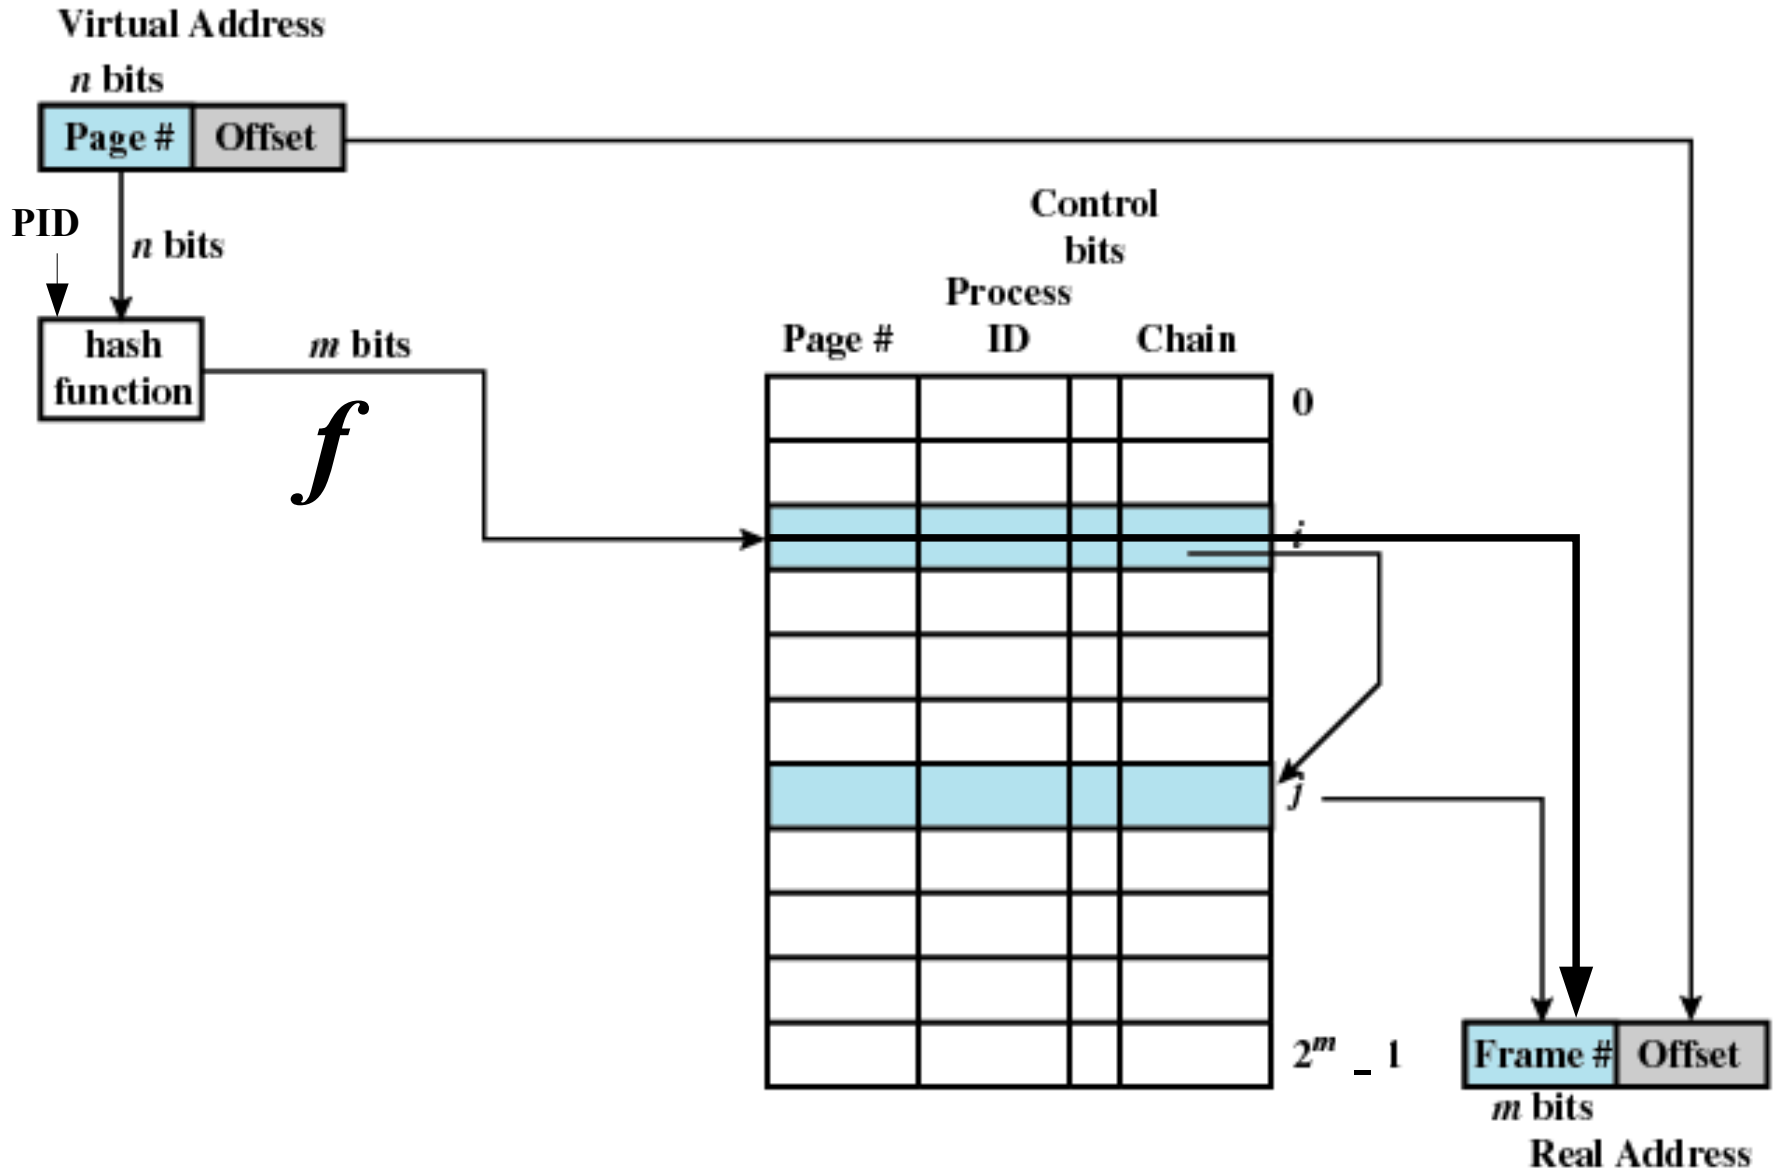 Virtual Address
n bits
Page # Offset
PID
n bits
hash
function
m bits
f
Control
bits
Process
Page # ID Chain
0
i
j
2^m - 1
Frame # Offset
m bits
Real Address